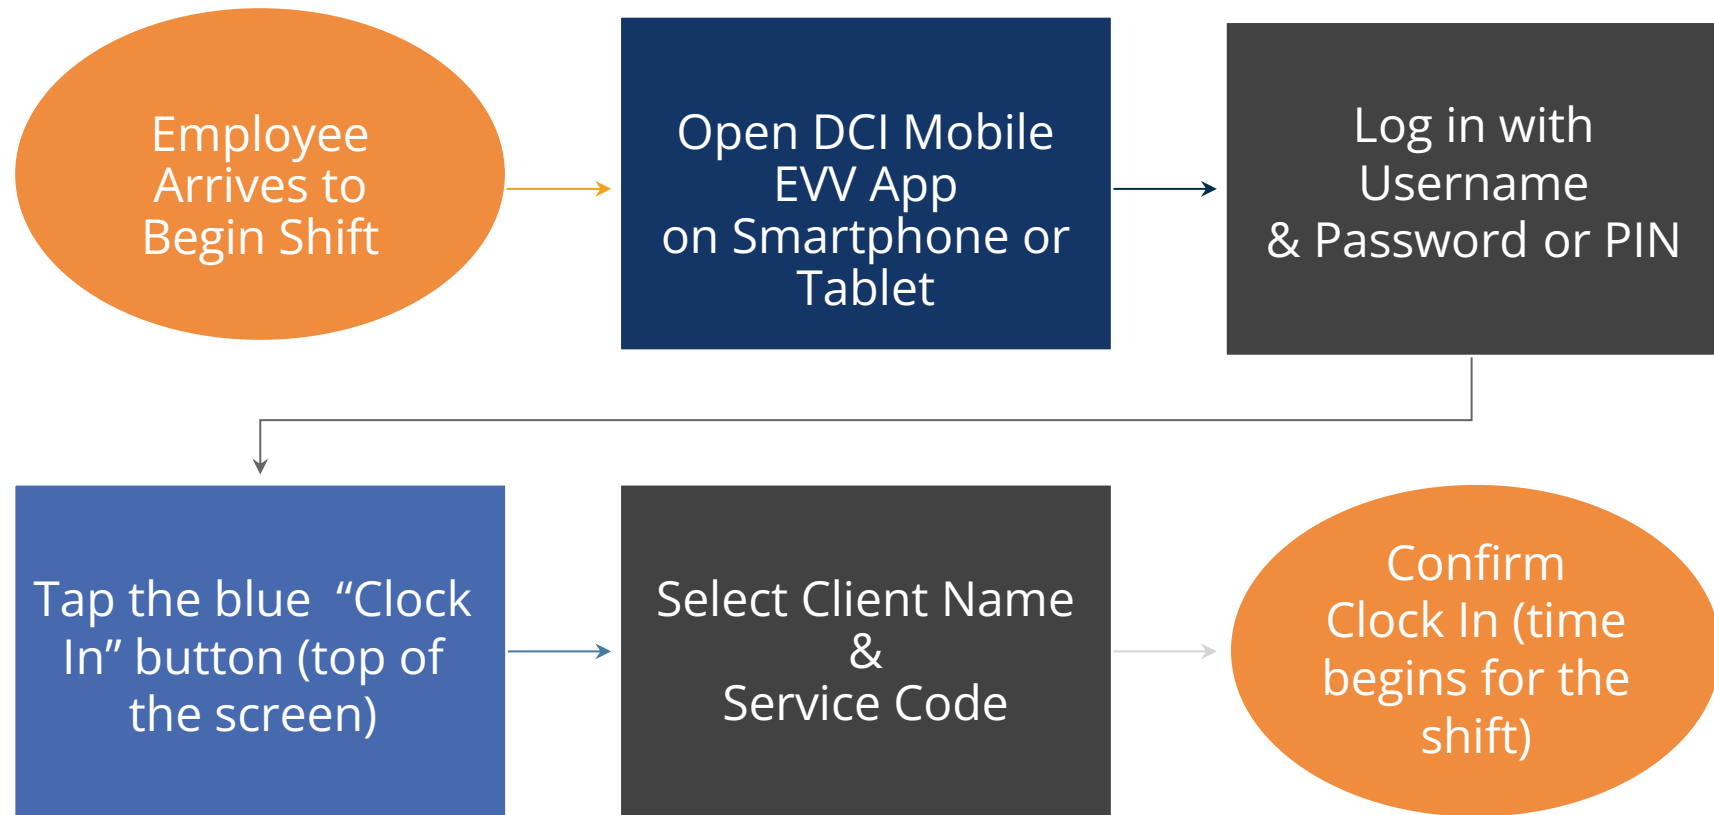 Employee
Arrives to
Begin Shift
Open DCI Mobile
EVV App
on Smartphone or
Tablet
Log in with
Username
& Password or PIN
Tap the blue  “Clock
In” button (top of
the screen)
Select Client Name
&
Service Code
Confirm
Clock In (time
begins for the
shift)